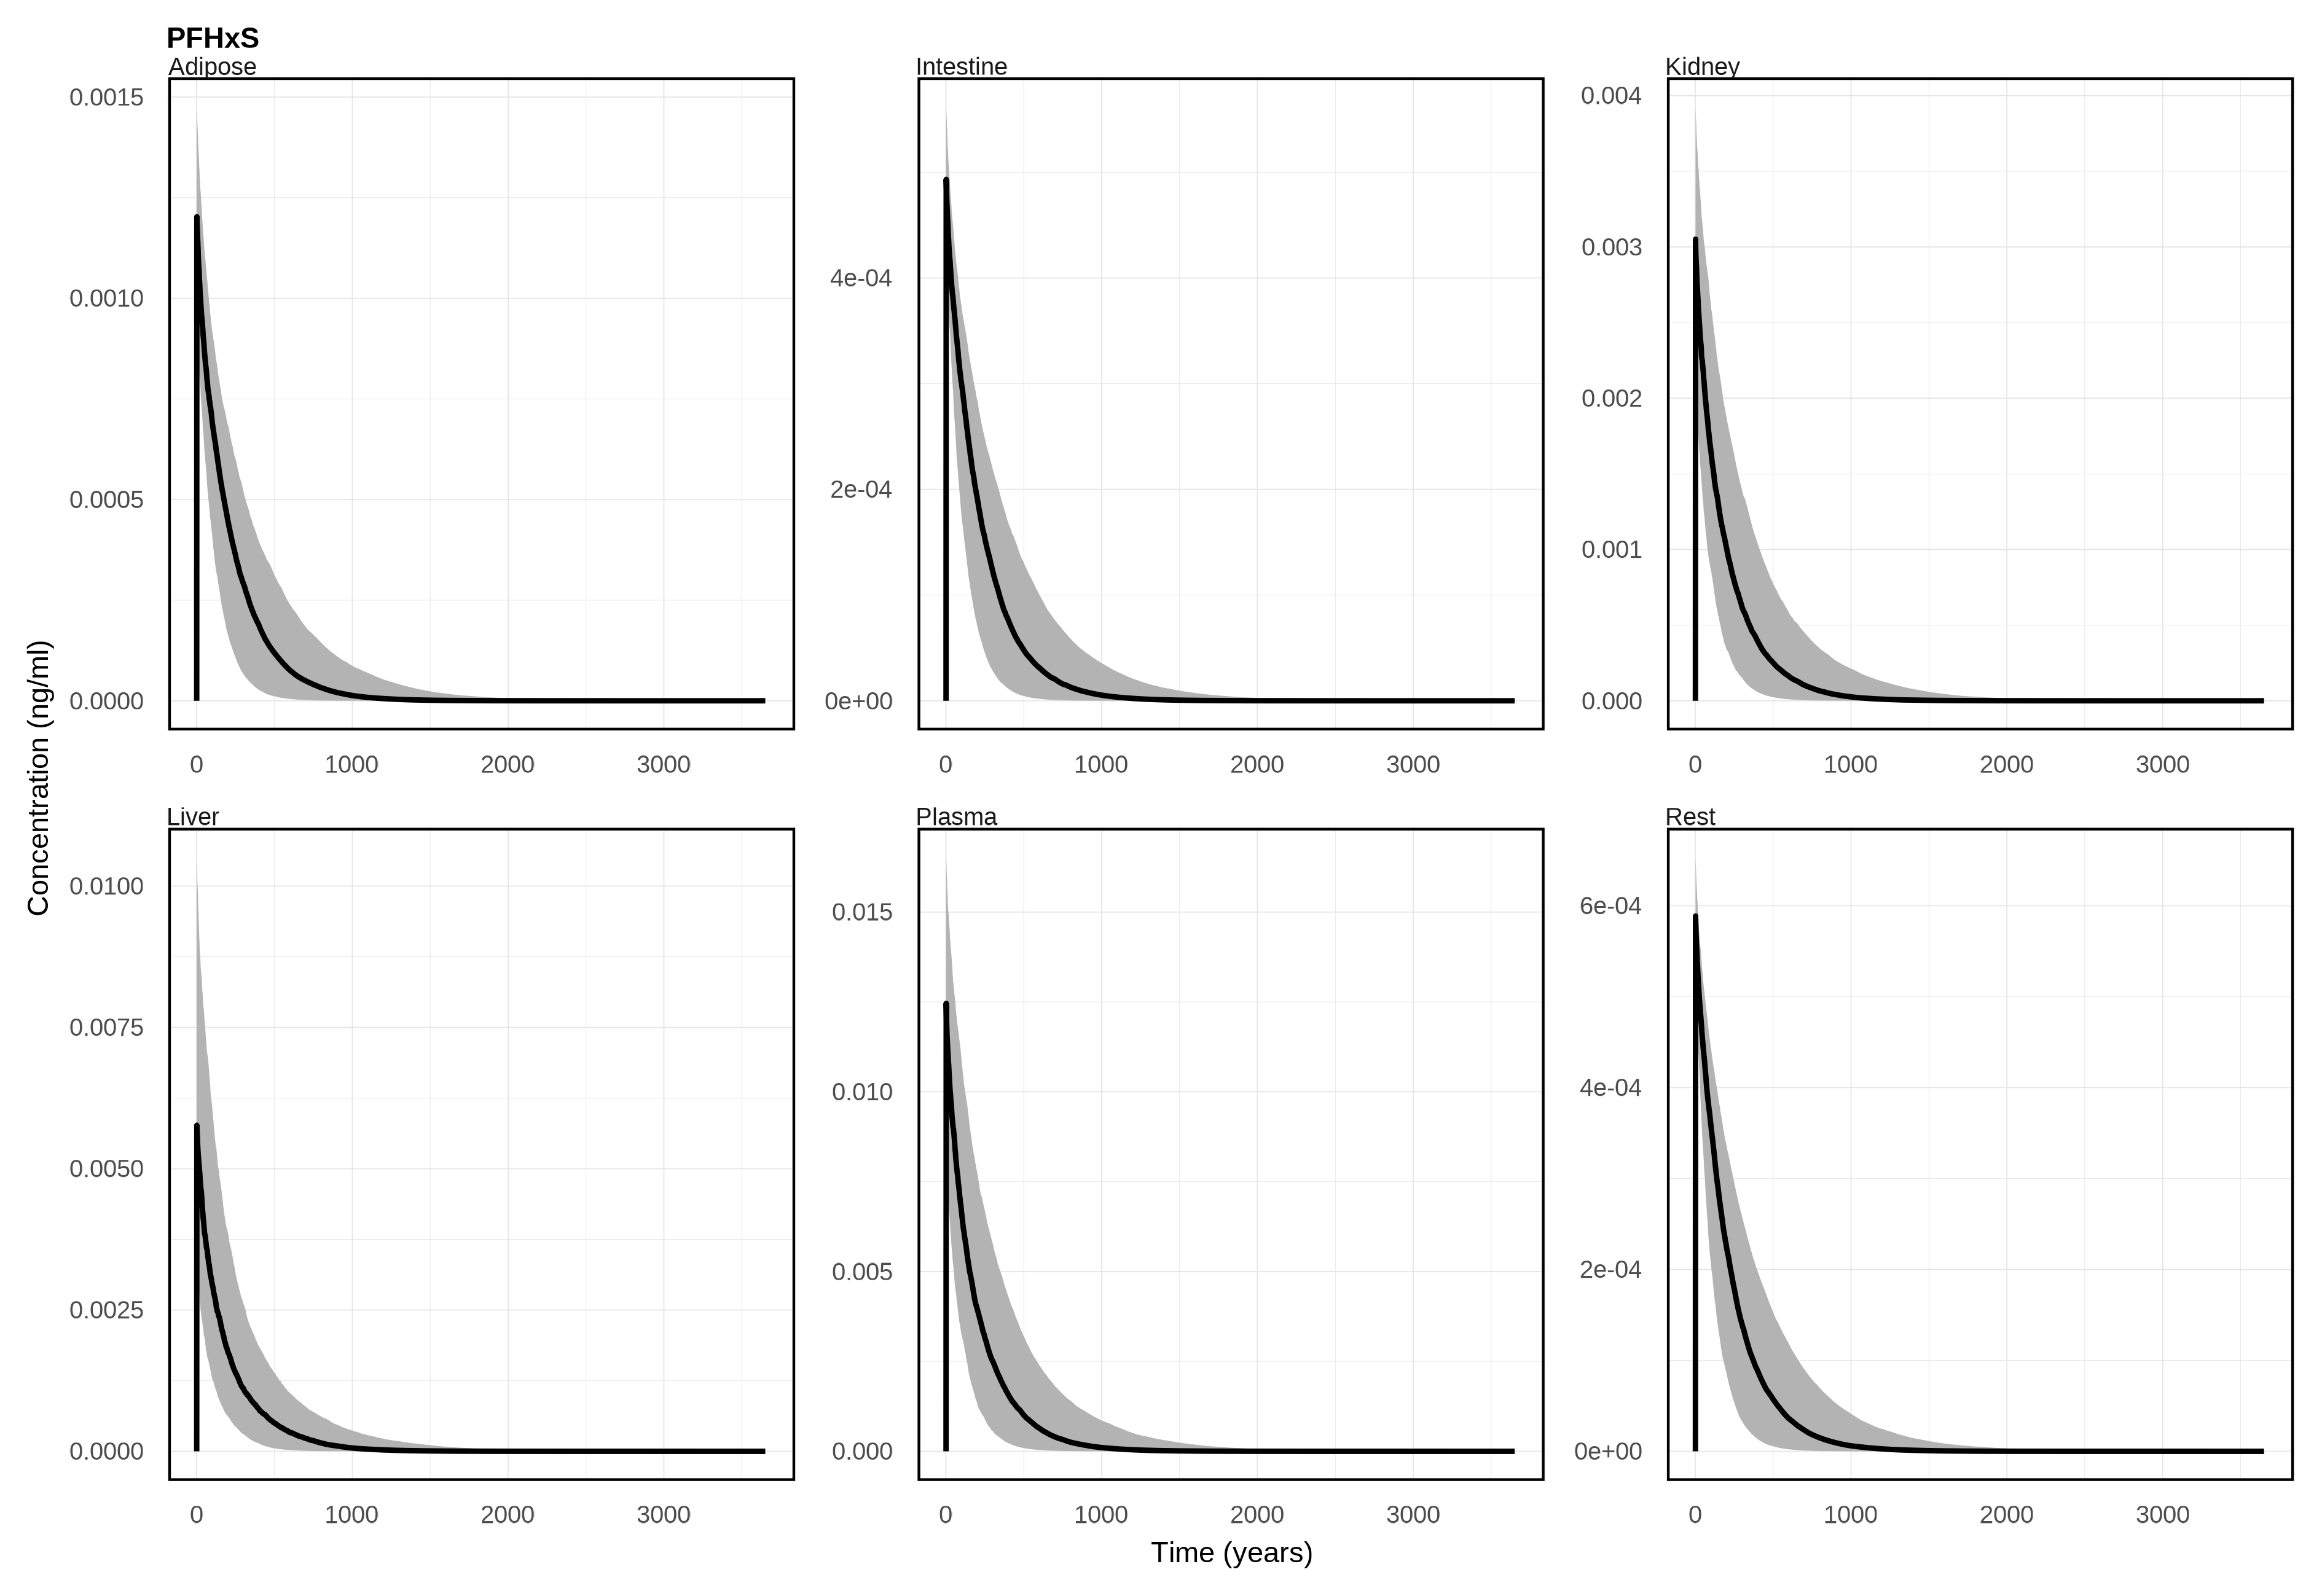 PFHxS
Adipose
Intestine
Kidney
0.0015
0.0010
0.0005
0.0000
4e-04
2e-04
0e+00
0.004
0.003
0.002
0.001
0.000
0 1000 2000 3000
0 1000 2000 3000
0 1000 2000 3000
Concentration (ng/ml)
Liver
Plasma
Rest
0.0100
0.0075
0.0050
0.0025
0.0000
0.015
0.010
0.005
0.000
6e-04
4e-04
2e-04
0e+00
0 1000 2000 3000
0 1000 2000 3000
0 1000 2000 3000
Time (years)